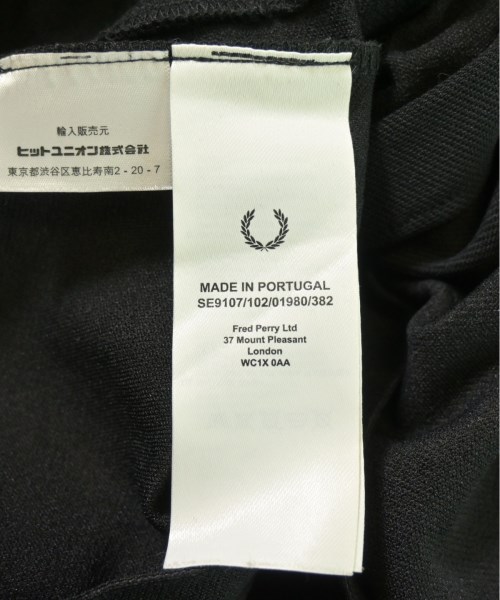 輸入販売元
ヒットユニオン株式会社
東京都渋谷区恵比寿南2-20-7
MADE IN PORTUGAL
SE9107/102/01980/382
Fred Perry Ltd
37 Mount Pleasant
London
WC1X 0AA